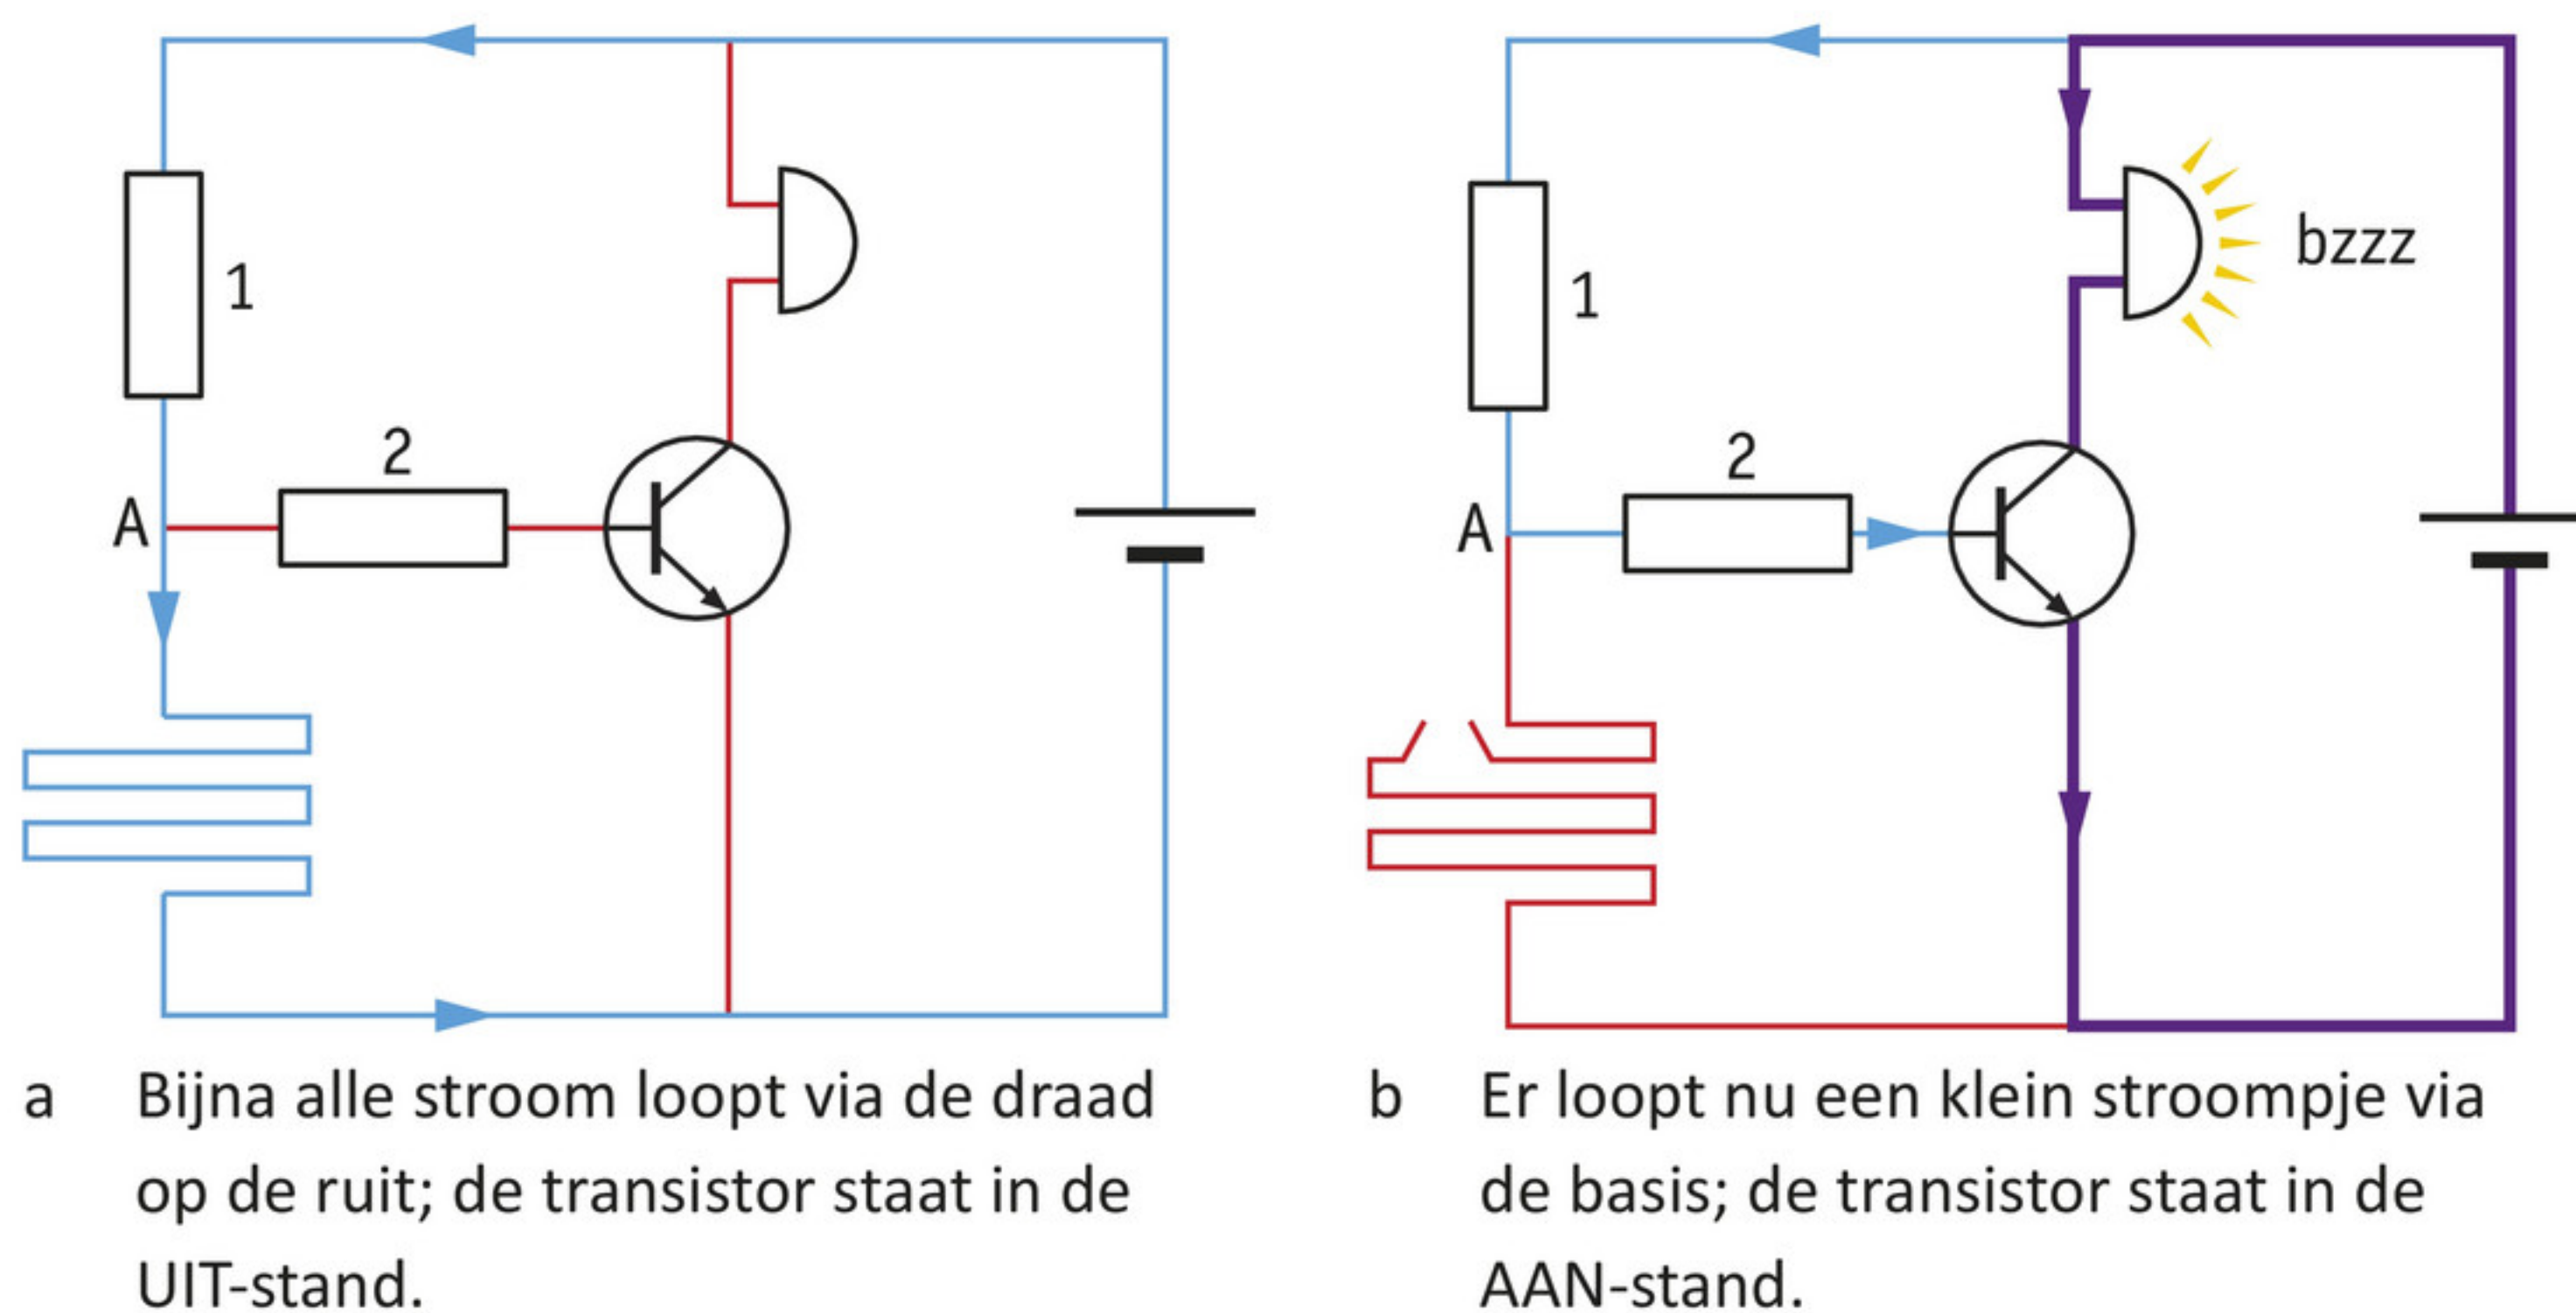 1
2
A
1
2
A
bzzz
a Bijna alle stroom loopt via de draad
op de ruit; de transistor staat in de
UIT-stand.
b Er loopt nu een klein stroompje via
de basis; de transistor staat in de
AAN-stand.